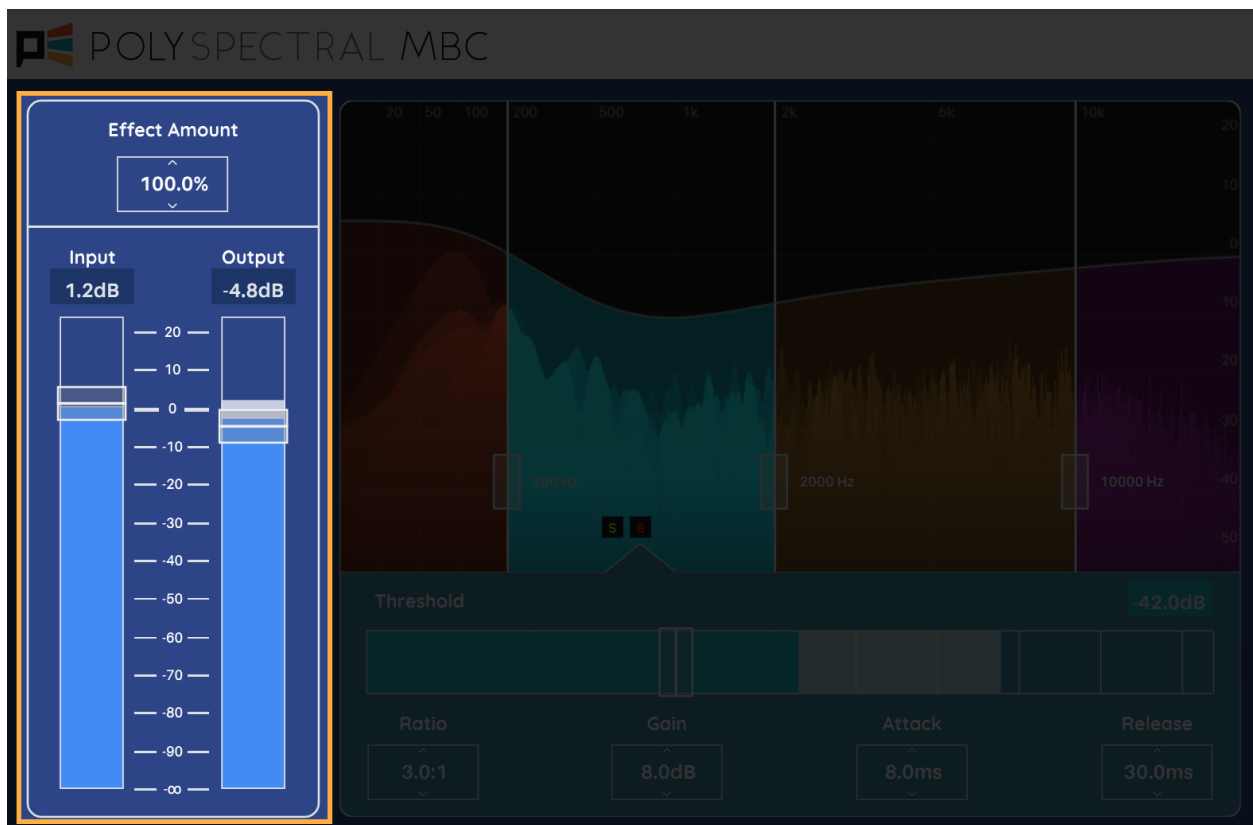 POLYSPECTRAL MBC
Effect Amount
100.0%
Input Output
1.2dB -4.8dB
20
10
0
-10
-20
-30
-40
-50
-60
-70
-80
-90
-∞
20 50 100 200 500 1k 2k 5k 10k
20
10
0
-10
-20
-30
-40
-50
200 Hz 2000 Hz 10000 Hz
S B
Threshold -42.0dB
Ratio Gain Attack Release
3.0:1 8.0dB 8.0ms 30.0ms